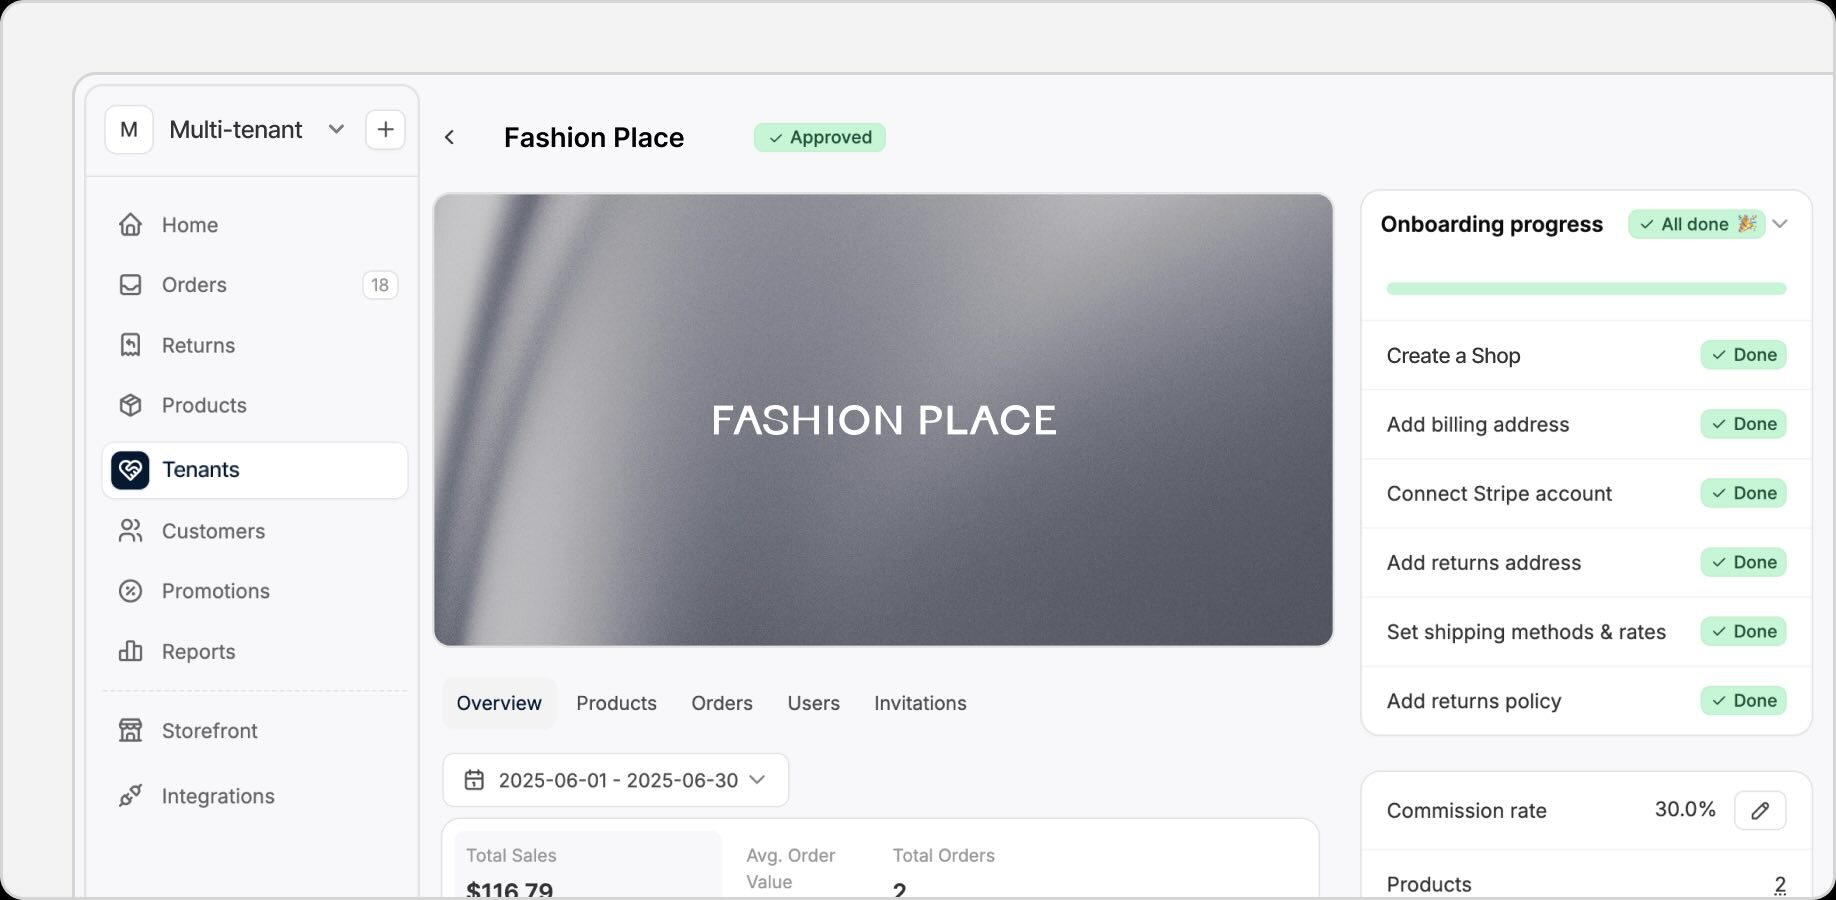 M
Multi-tenant
Home
Orders
18
Returns
Products
Tenants
Customers
Promotions
Reports
Storefront
Integrations
Fashion Place
Approved
FASHION PLACE
Overview
Products
Orders
Users
Invitations
2025-06-01 - 2025-06-30
Total Sales
$116.79
Avg. Order
Value
Total Orders
2
Onboarding progress
All done 🎉
Create a Shop
Done
Add billing address
Done
Connect Stripe account
Done
Add returns address
Done
Set shipping methods & rates
Done
Add returns policy
Done
Commission rate
30.0%
Products
2